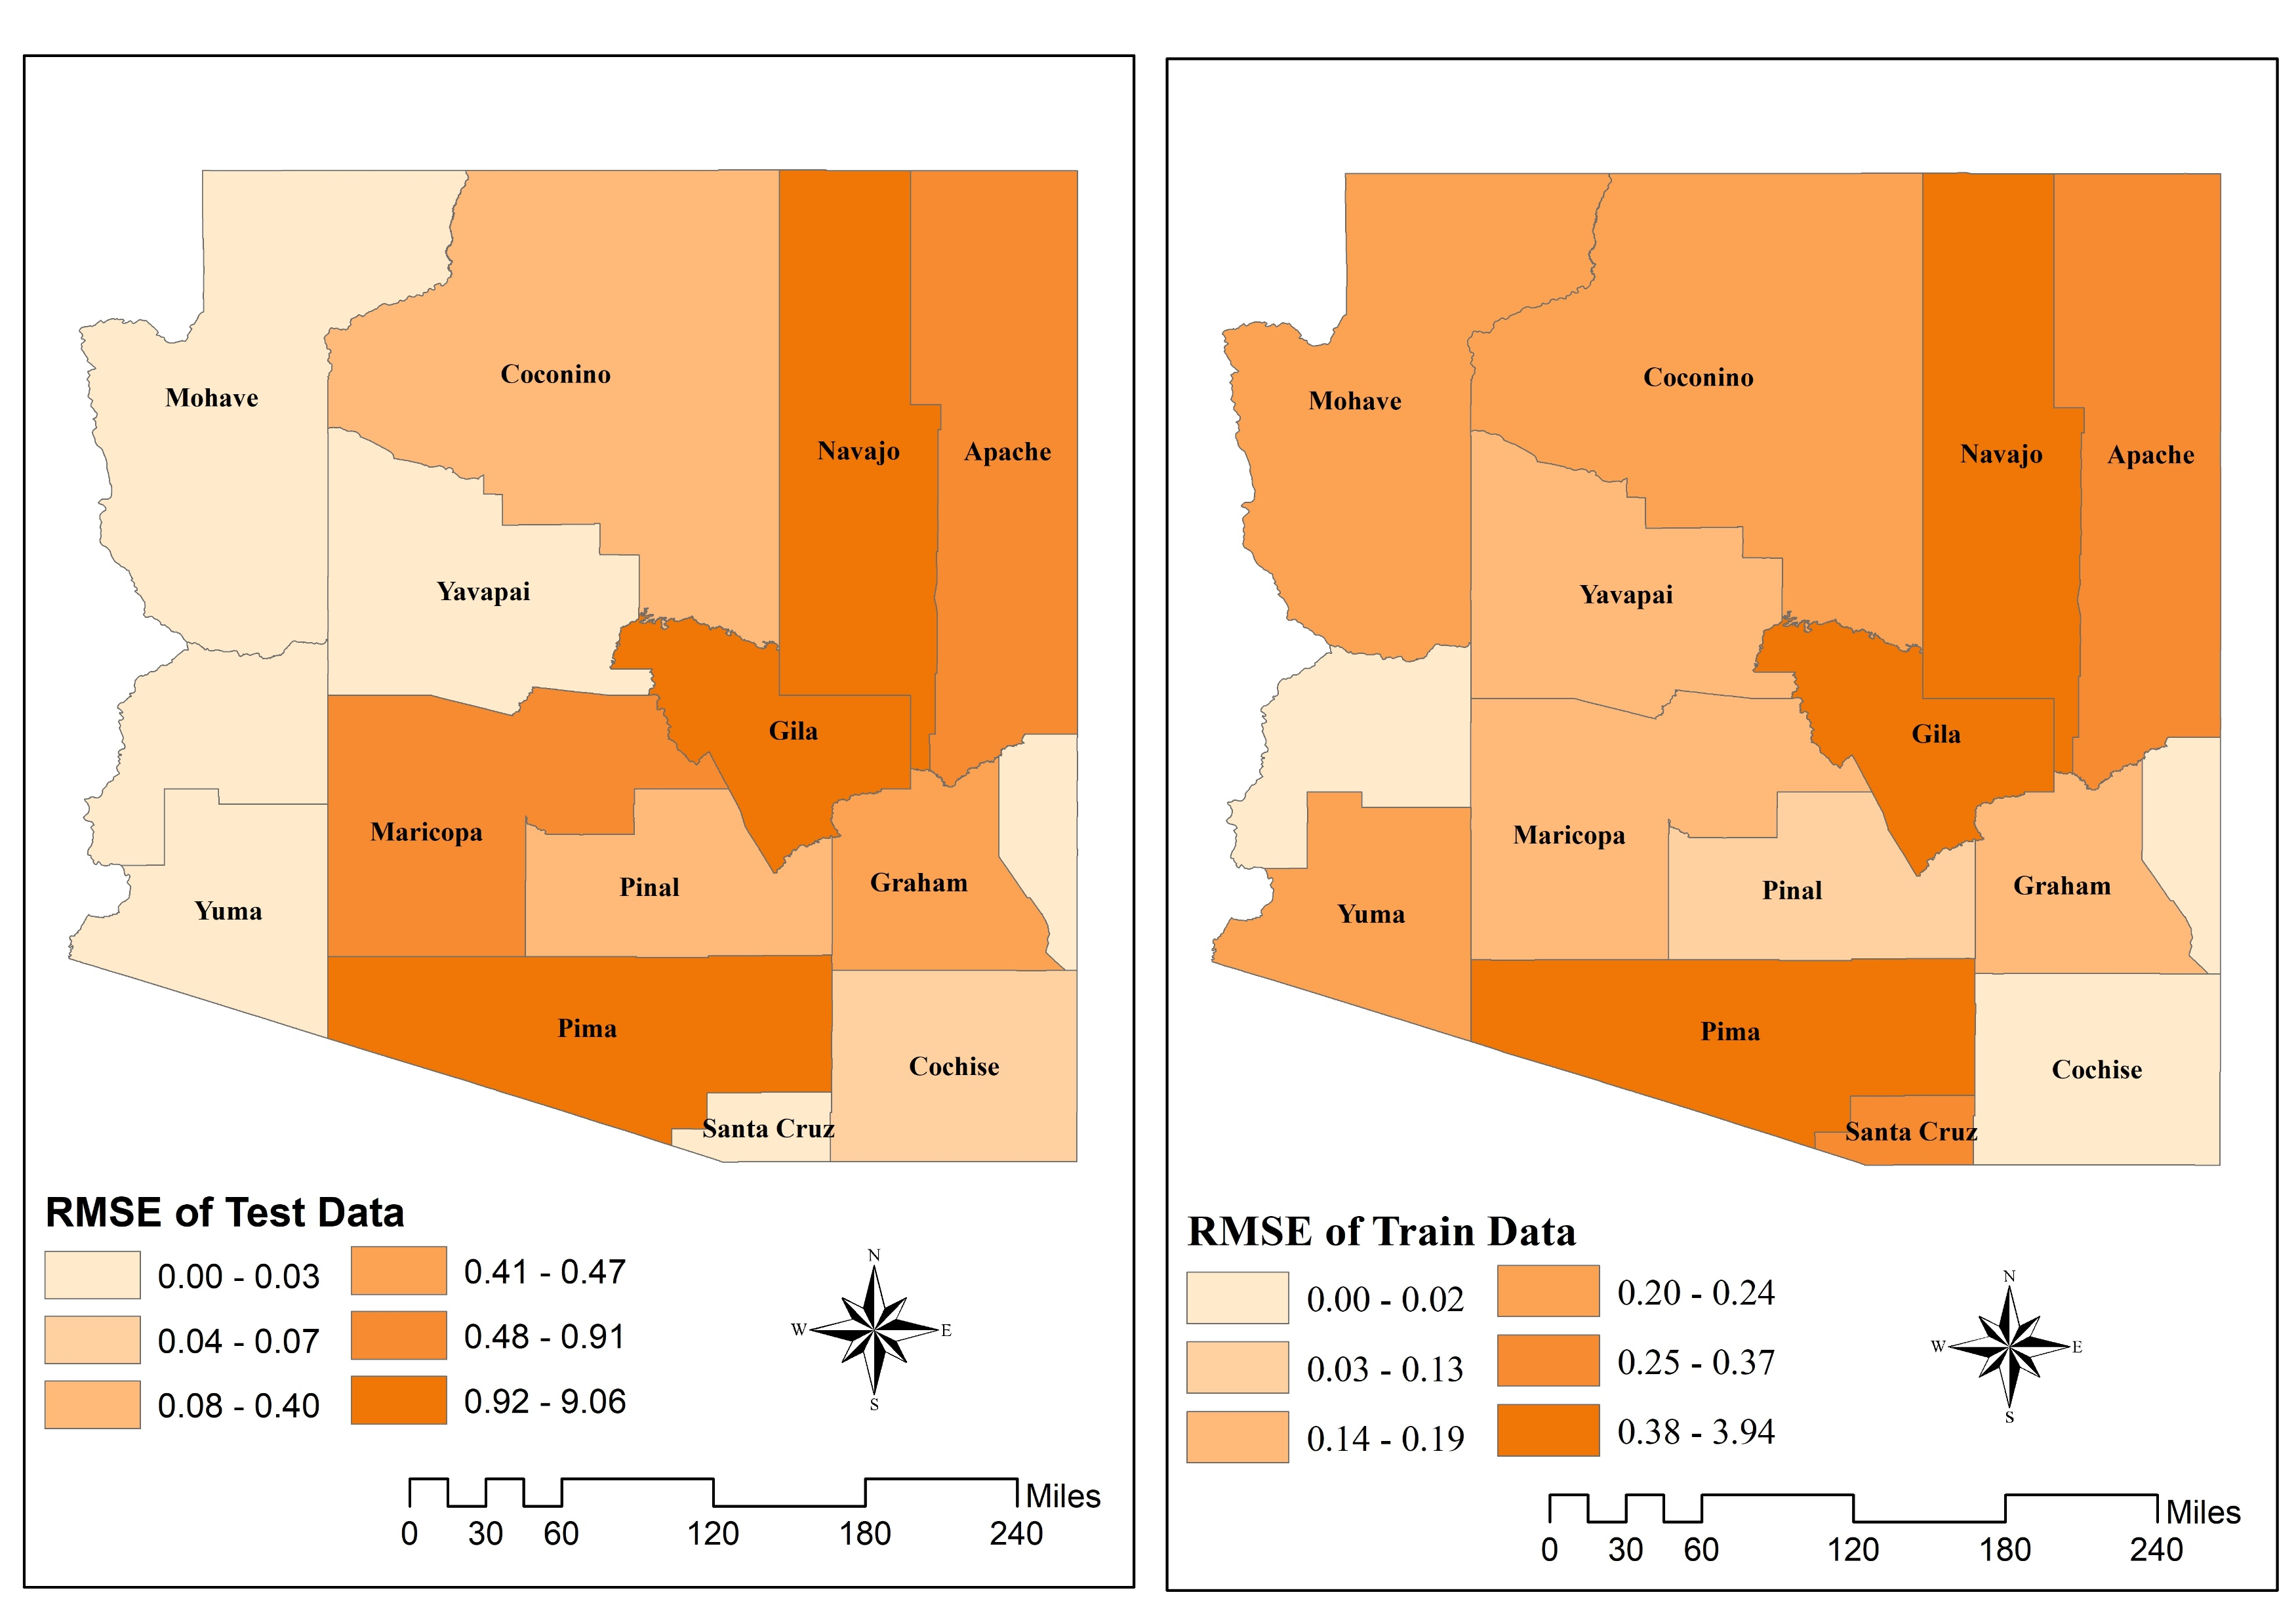 Mohave
Coconino
Navajo
Apache
Yavapai
Gila
Maricopa
Pinal
Graham
Yuma
Pima
Cochise
Santa Cruz
RMSE of Test Data
0.00 - 0.03
0.04 - 0.07
0.08 - 0.40
0.41 - 0.47
0.48 - 0.91
0.92 - 9.06
N
W
E
S
Miles
0 30 60 120 180 240
Mohave
Coconino
Navajo
Apache
Yavapai
Gila
Maricopa
Pinal
Graham
Yuma
Pima
Cochise
Santa Cruz
RMSE of Train Data
0.00 - 0.02
0.03 - 0.13
0.14 - 0.19
0.20 - 0.24
0.25 - 0.37
0.38 - 3.94
N
W
E
S
Miles
0 30 60 120 180 240